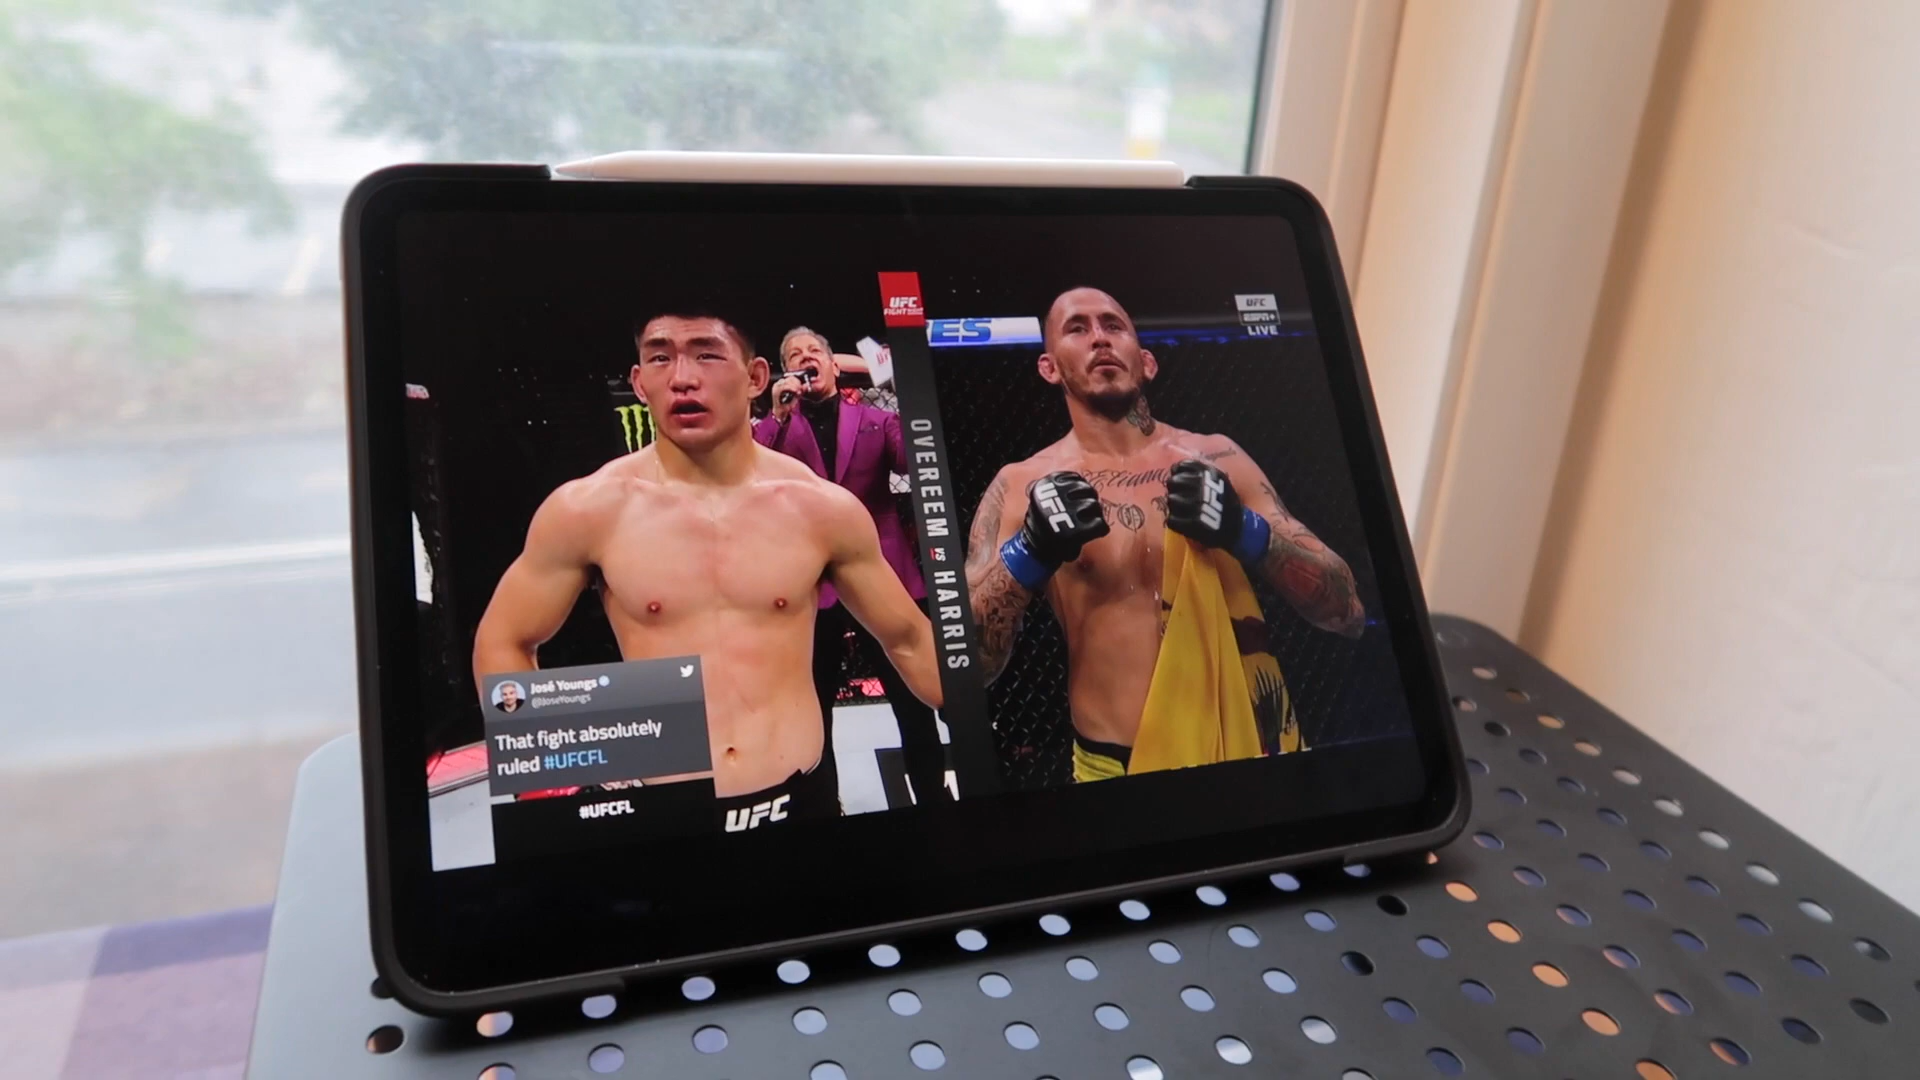 UFC
FIGHT NIGHT
ES
UFC
ESPN+
LIVE
OVEREEM VS HARRIS
UFC
UFC
José Youngs
@JoseYoungs
That fight absolutely
ruled #UFCFL
#UFCFL
UFC